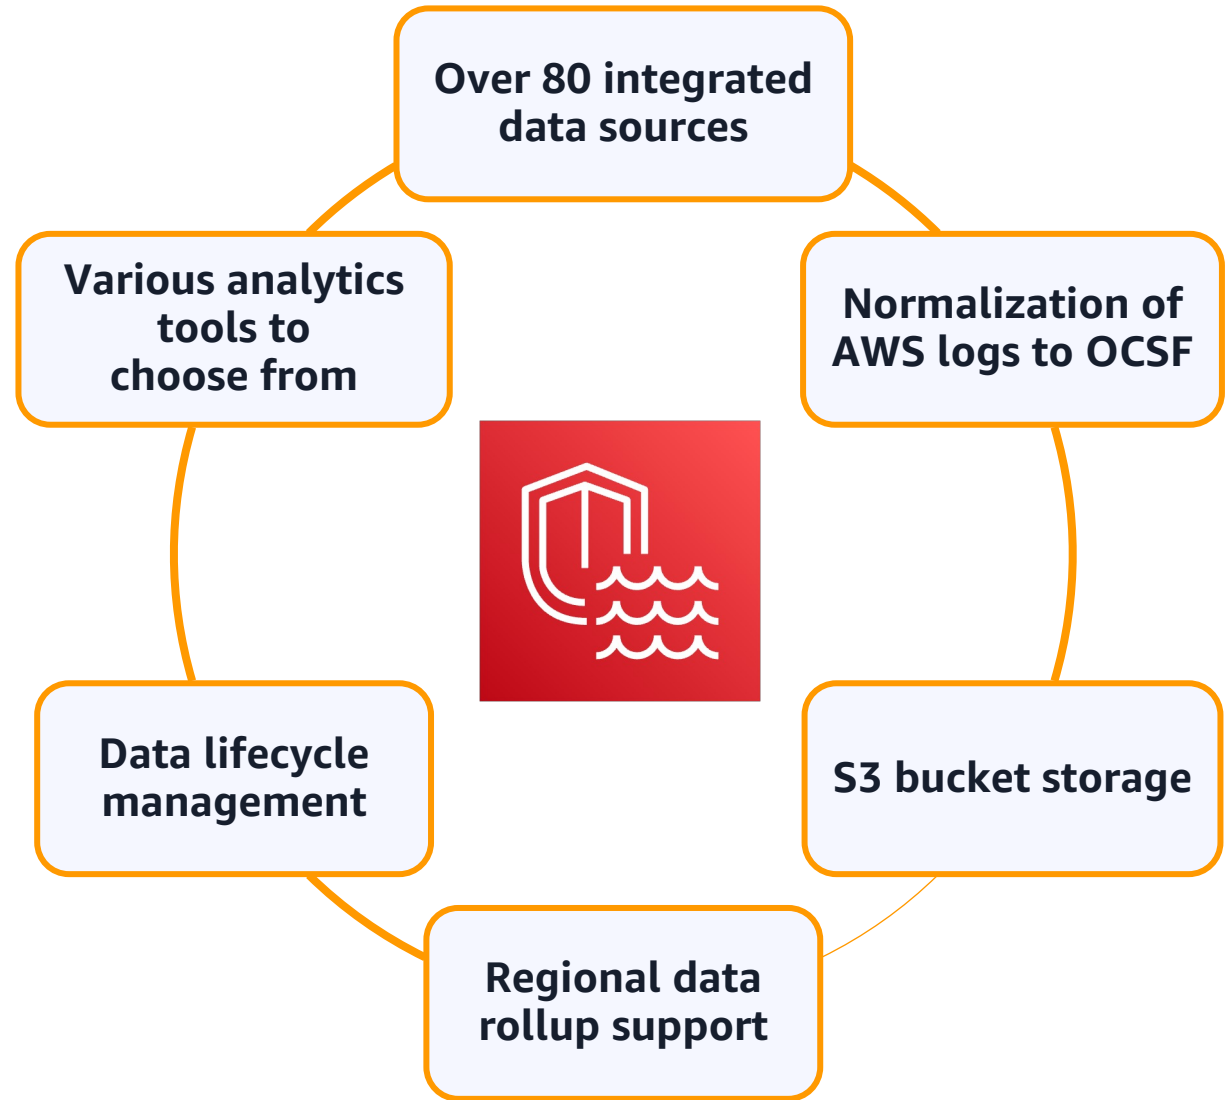 Over 80 integrated
data sources
Various analytics
tools to
choose from
Normalization of
AWS logs to OCSF
Data lifecycle
management
S3 bucket storage
Regional data
rollup support